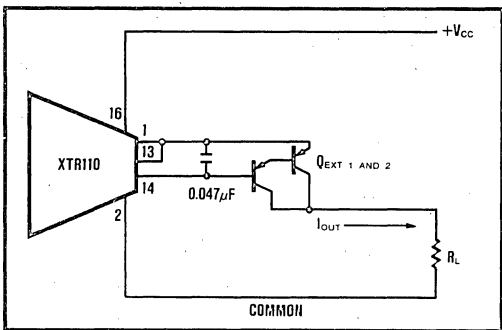 +VCC
16
1
13
XTR110
14
0.047µF
QEXT 1 AND 2
IOUT
2
RL
COMMON